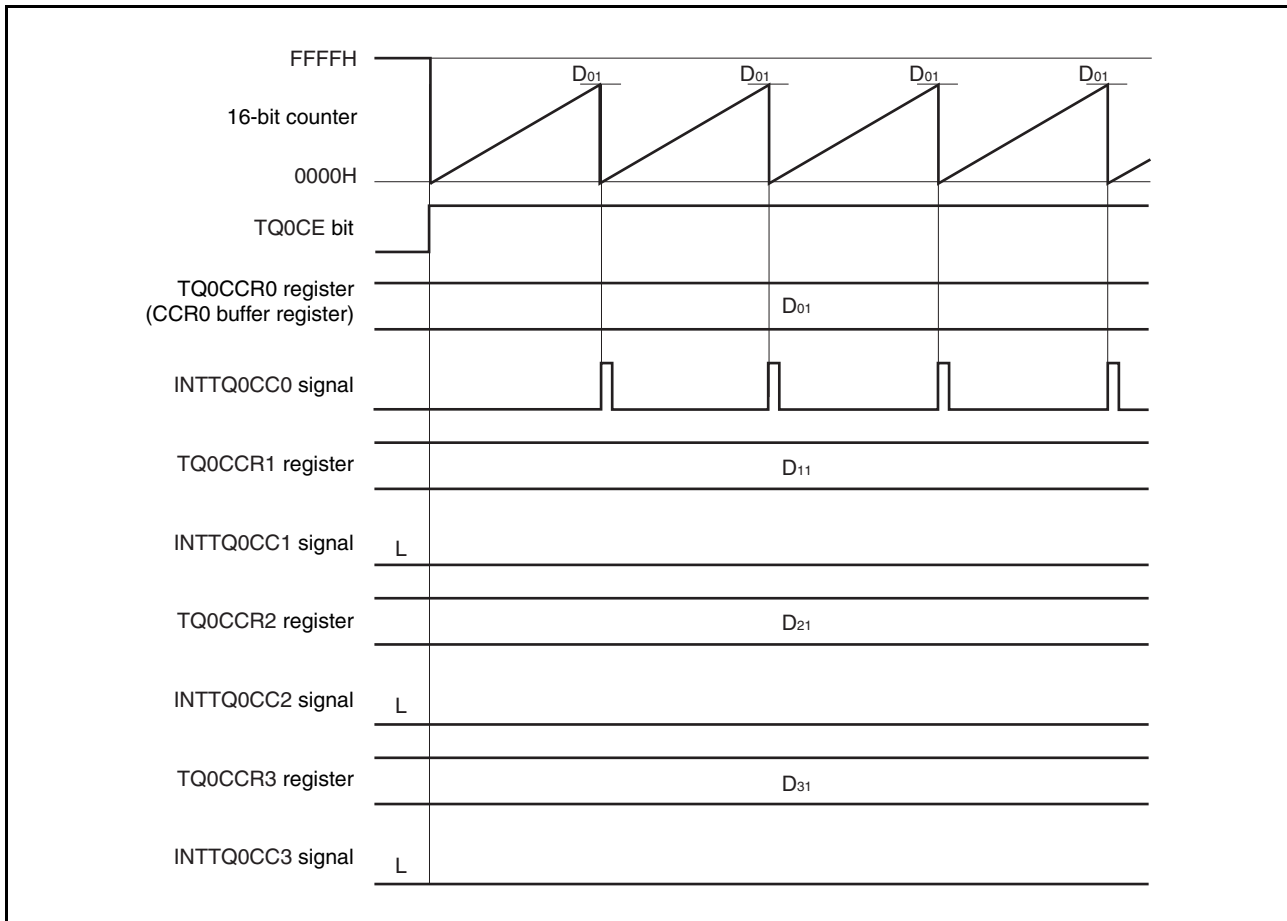 FFFFH
D01 D01 D01 D01
16-bit counter
0000H
TQ0CE bit
TQ0CCR0 register
(CCR0 buffer register)
D01
INTTQ0CC0 signal
TQ0CCR1 register
D11
INTTQ0CC1 signal L
TQ0CCR2 register
D21
INTTQ0CC2 signal L
TQ0CCR3 register
D31
INTTQ0CC3 signal L